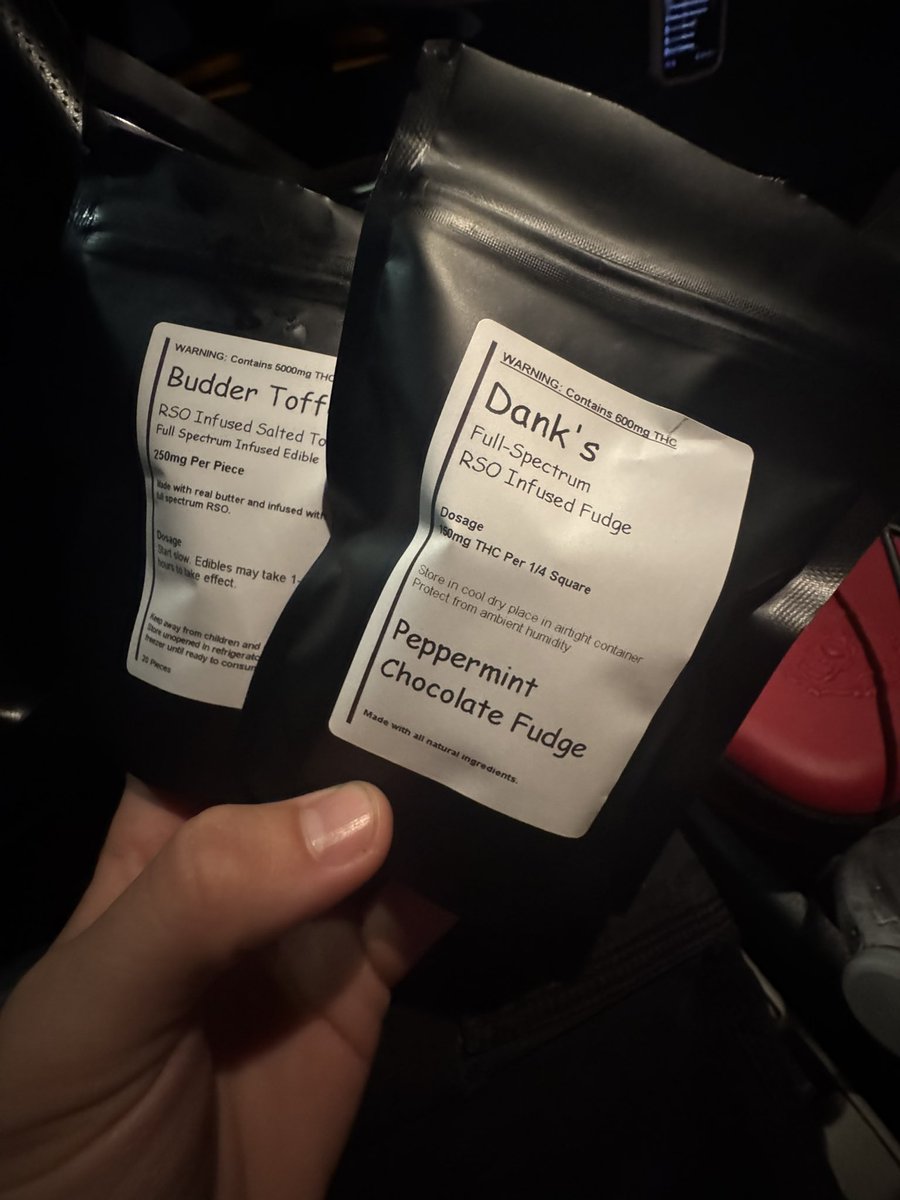 WARNING: Contains 5000mg THC
Budder Toff
RSO Infused Salted To
Full Spectrum Infused Edible
250mg Per Piece
Made with real butter and infused with
full spectrum RSO.
Dosage
Start slow. Edibles may take 1-
hours to take effect.
Keep away from children and
Store unopened in refrigerato
freezer until ready to consum
20 Pieces
WARNING: Contains 600mg THC
Dank's
Full-Spectrum
RSO Infused Fudge
Dosage
150mg THC Per 1/4 Square
Store in cool dry place in airtight container
Protect from ambient humidity
Peppermint
Chocolate Fudge
Made with all natural ingredients.